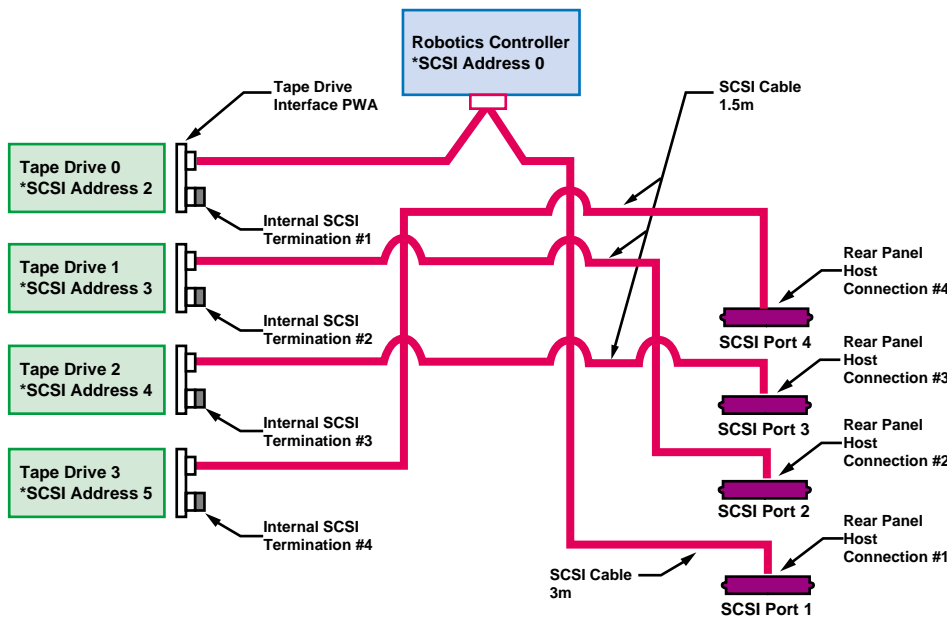 Robotics Controller
*SCSI Address 0
Tape Drive
Interface PWA
SCSI Cable
1.5m
Tape Drive 0
*SCSI Address 2
Internal SCSI
Termination #1
Tape Drive 1
*SCSI Address 3
Internal SCSI
Termination #2
Tape Drive 2
*SCSI Address 4
Internal SCSI
Termination #3
Tape Drive 3
*SCSI Address 5
Internal SCSI
Termination #4
Rear Panel
Host
Connection #4
SCSI Port 4
Rear Panel
Host
Connection #3
SCSI Port 3
Rear Panel
Host
Connection #2
SCSI Port 2
Rear Panel
Host
Connection #1
SCSI Port 1
SCSI Cable
3m